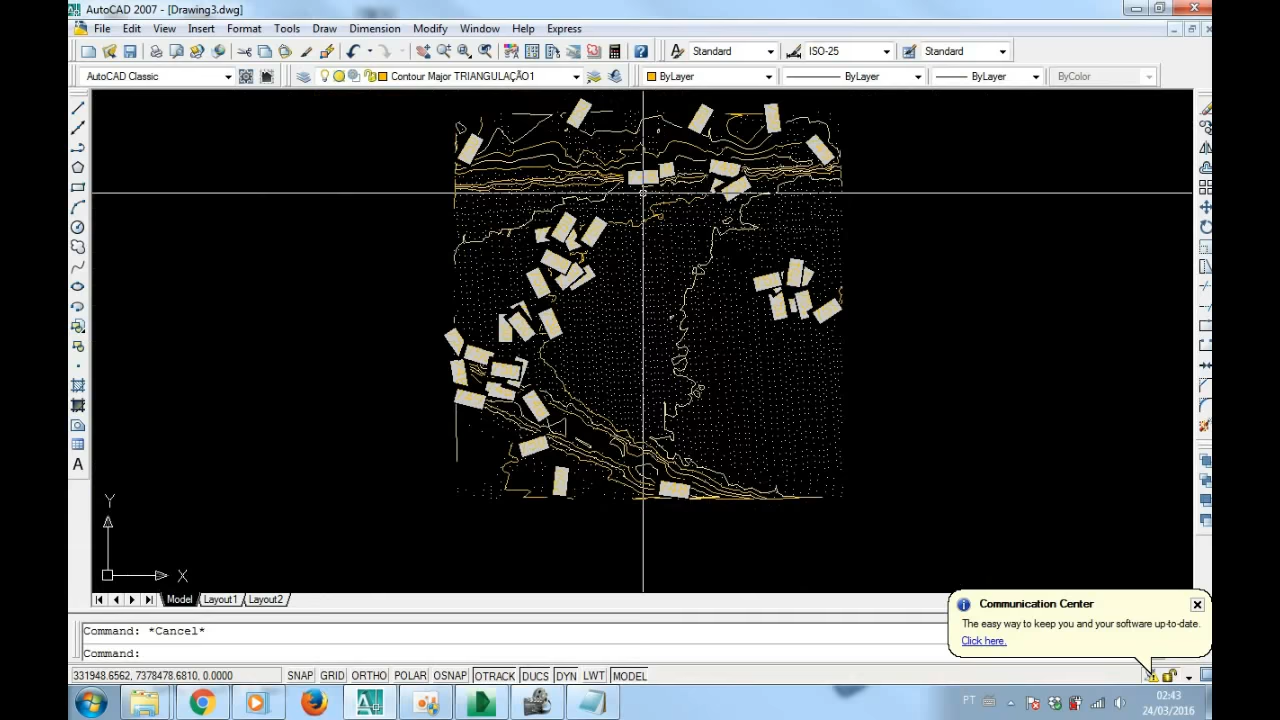 AutoCAD 2007 - [Drawing3.dwg]
File Edit View Insert Format Tools Draw Dimension Modify Window Help Express
Standard ISO-25 Standard
AutoCAD Classic Contour Major TRIANGULAÇÃO1 ByLayer ByLayer ByLayer ByColor
A
Y
X
Model Layout1 Layout2
Command: *Cancel*
Command:
Communication Center
The easy way to keep you and your software up-to-date.
Click here.
331948.6562, 7378478.6810, 0.0000 SNAP GRID ORTHO POLAR OSNAP OTRACK DUCS DYN LWT MODEL
PT 02:43
24/03/2016